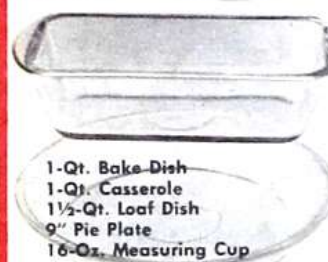 1-Qt. Bake Dish
1-Qt. Casserole
1½-Qt. Loaf Dish
9" Pie Plate
16-Oz. Measuring Cup